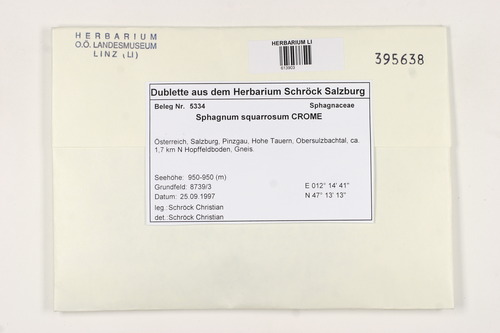 HERBARIUM
O.Ö. LANDESMUSEUM
LINZ (LI)
HERBARIUM LI
395638
Dublette aus dem Herbarium Schröck Salzburg
Beleg Nr. 5334 Sphagnaceae
Sphagnum squarrosum CROME
Österreich, Salzburg, Pinzgau, Hohe Tauern, Obersulzbachtal, ca.
1,7 km N Hopffeldboden, Gneis.
Seehöhe: 950-950 (m)
Grundfeld: 8739/3 E 012° 14' 41"
Datum: 25.09.1997 N 47° 13' 13"
leg.: Schröck Christian
det.: Schröck Christian